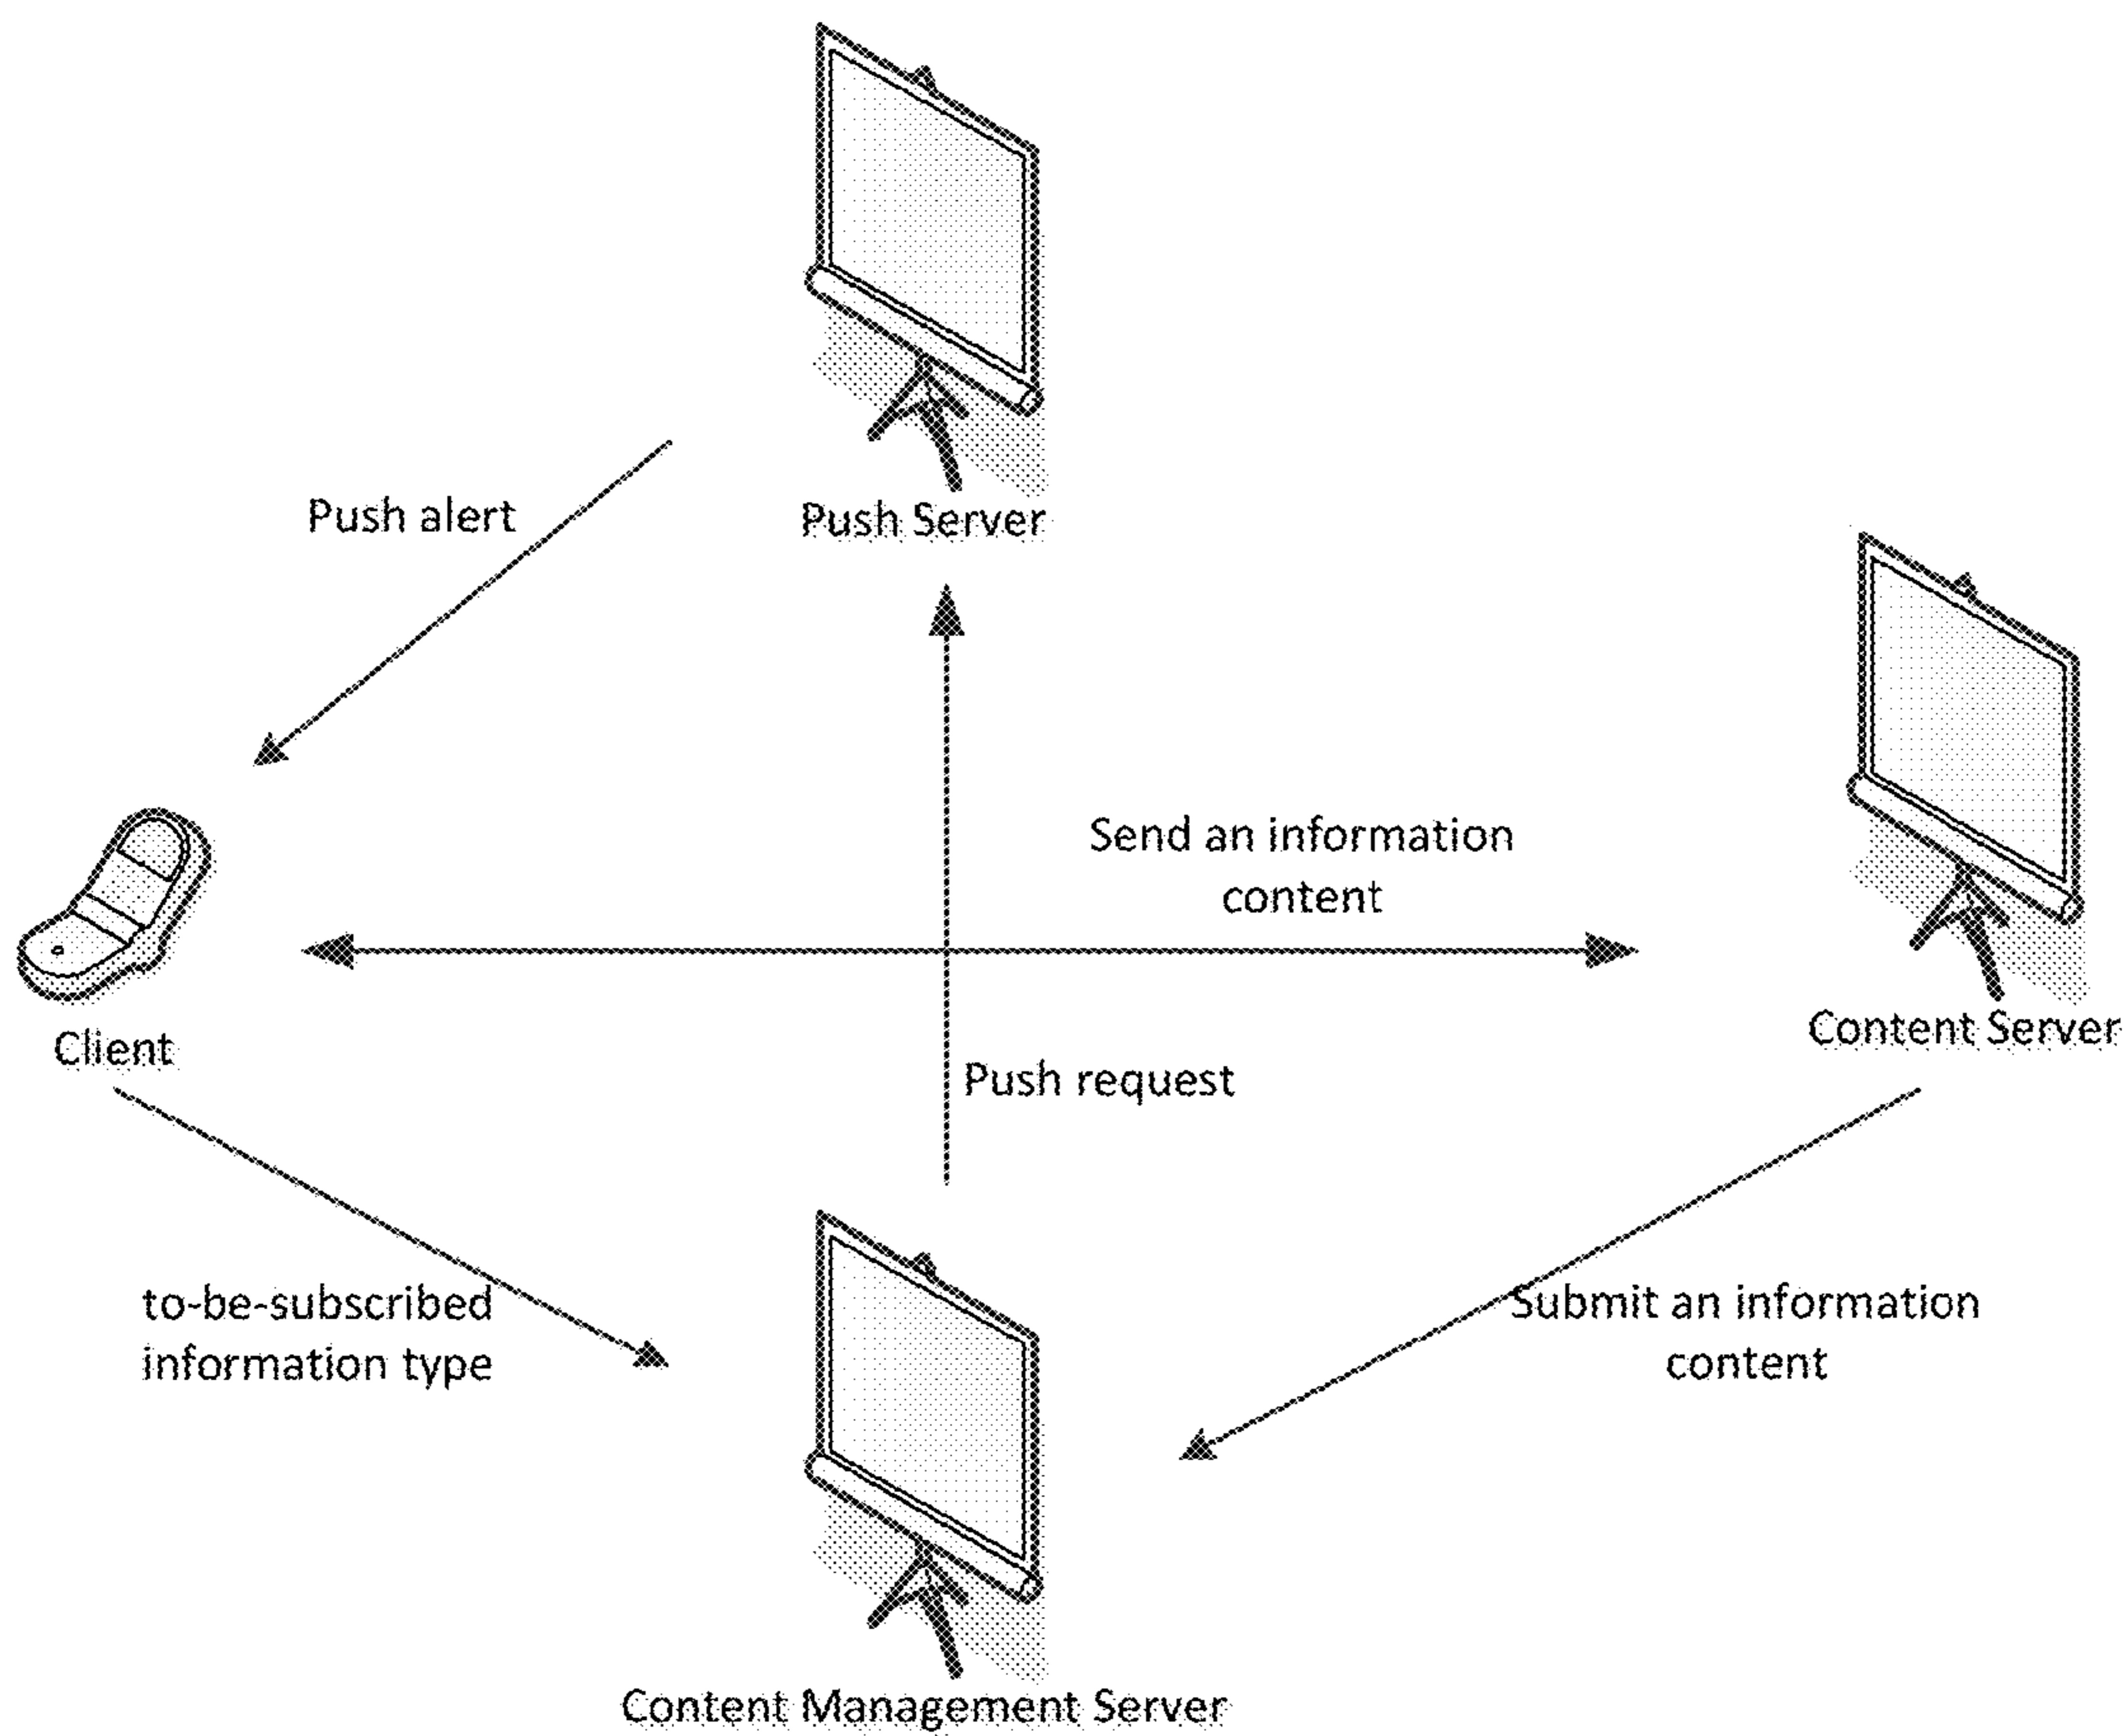 Push alert
Push Server
Send an information
content
Client
Content Server
Push request
to-be-subscribed
information type
Submit an information
content
Content Management Server